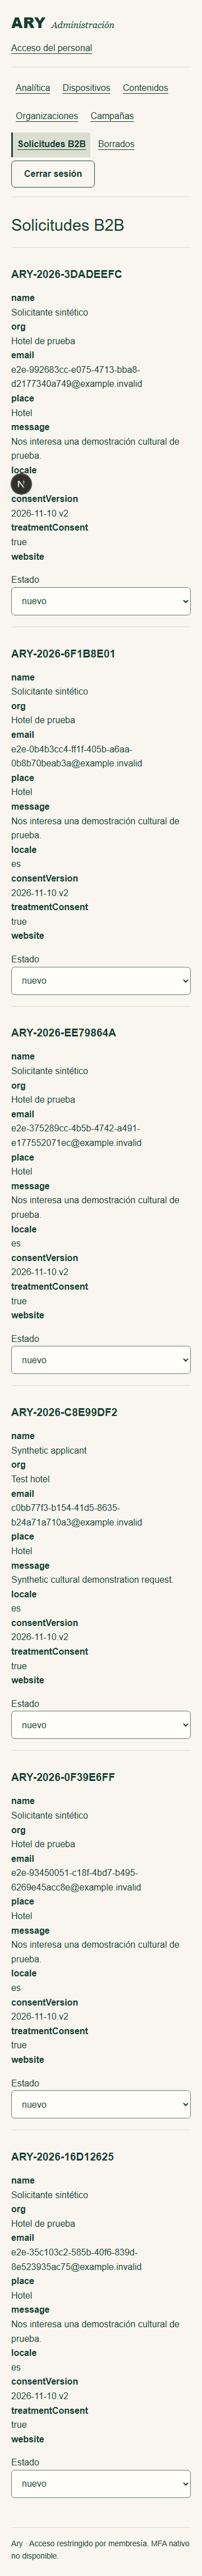 ARY Administración
Acceso del personal
Analítica Dispositivos Contenidos
Organizaciones Campañas
Solicitudes B2B Borrados
Cerrar sesión
Solicitudes B2B
ARY-2026-3DADEEFC
name
Solicitante sintético
org
Hotel de prueba
email
e2e-992683cc-e075-4713-bba8-
d2177340a749@example.invalid
place
Hotel
message
Nos interesa una demostración cultural de
prueba.
locale
N
consentVersion
2026-11-10.v2
treatmentConsent
true
website
Estado
nuevo
ARY-2026-6F1B8E01
name
Solicitante sintético
org
Hotel de prueba
email
e2e-0b4b3cc4-ff1f-405b-a6aa-
0b8b70beab3a@example.invalid
place
Hotel
message
Nos interesa una demostración cultural de
prueba.
locale
es
consentVersion
2026-11-10.v2
treatmentConsent
true
website
Estado
nuevo
ARY-2026-EE79864A
name
Solicitante sintético
org
Hotel de prueba
email
e2e-375289cc-4b5b-4742-a491-
e177552071ec@example.invalid
place
Hotel
message
Nos interesa una demostración cultural de
prueba.
locale
es
consentVersion
2026-11-10.v2
treatmentConsent
true
website
Estado
nuevo
ARY-2026-C8E99DF2
name
Synthetic applicant
org
Test hotel
email
c0bb77f3-b154-41d5-8635-
b24a71a710a3@example.invalid
place
Hotel
message
Synthetic cultural demonstration request.
locale
es
consentVersion
2026-11-10.v2
treatmentConsent
true
website
Estado
nuevo
ARY-2026-0F39E6FF
name
Solicitante sintético
org
Hotel de prueba
email
e2e-93450051-c18f-4bd7-b495-
6269e45acc8e@example.invalid
place
Hotel
message
Nos interesa una demostración cultural de
prueba.
locale
es
consentVersion
2026-11-10.v2
treatmentConsent
true
website
Estado
nuevo
ARY-2026-16D12625
name
Solicitante sintético
org
Hotel de prueba
email
e2e-35c103c2-585b-40f6-839d-
8e523935ac75@example.invalid
place
Hotel
message
Nos interesa una demostración cultural de
prueba.
locale
es
consentVersion
2026-11-10.v2
treatmentConsent
true
website
Estado
nuevo
Ary · Acceso restringido por membresía. MFA nativo
no disponible.